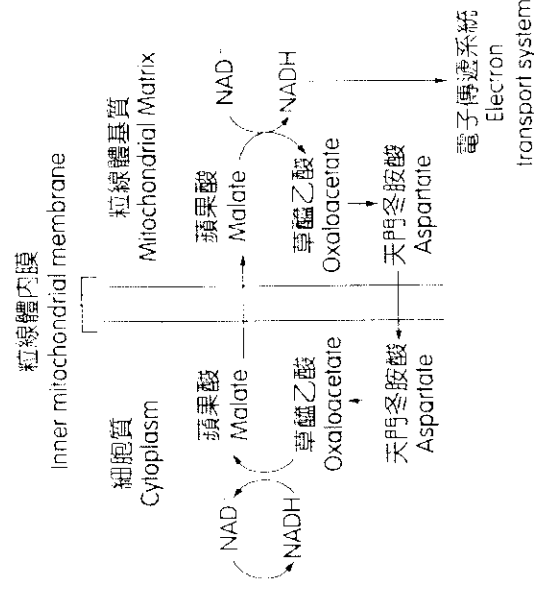 粒線體內膜
Inner mitochondrial membrane
細胞質
Cytoplasm
粒線體基質
Mitochondrial Matrix
NAD
NADH
蘋果酸
Malate
草醯乙酸
Oxaloacetate
天門冬胺酸
Aspartate
蘋果酸
Malate
草醯乙酸
Oxaloacetate
天門冬胺酸
Aspartate
NAD
NADH
電子傳遞系統
Electron
transport system